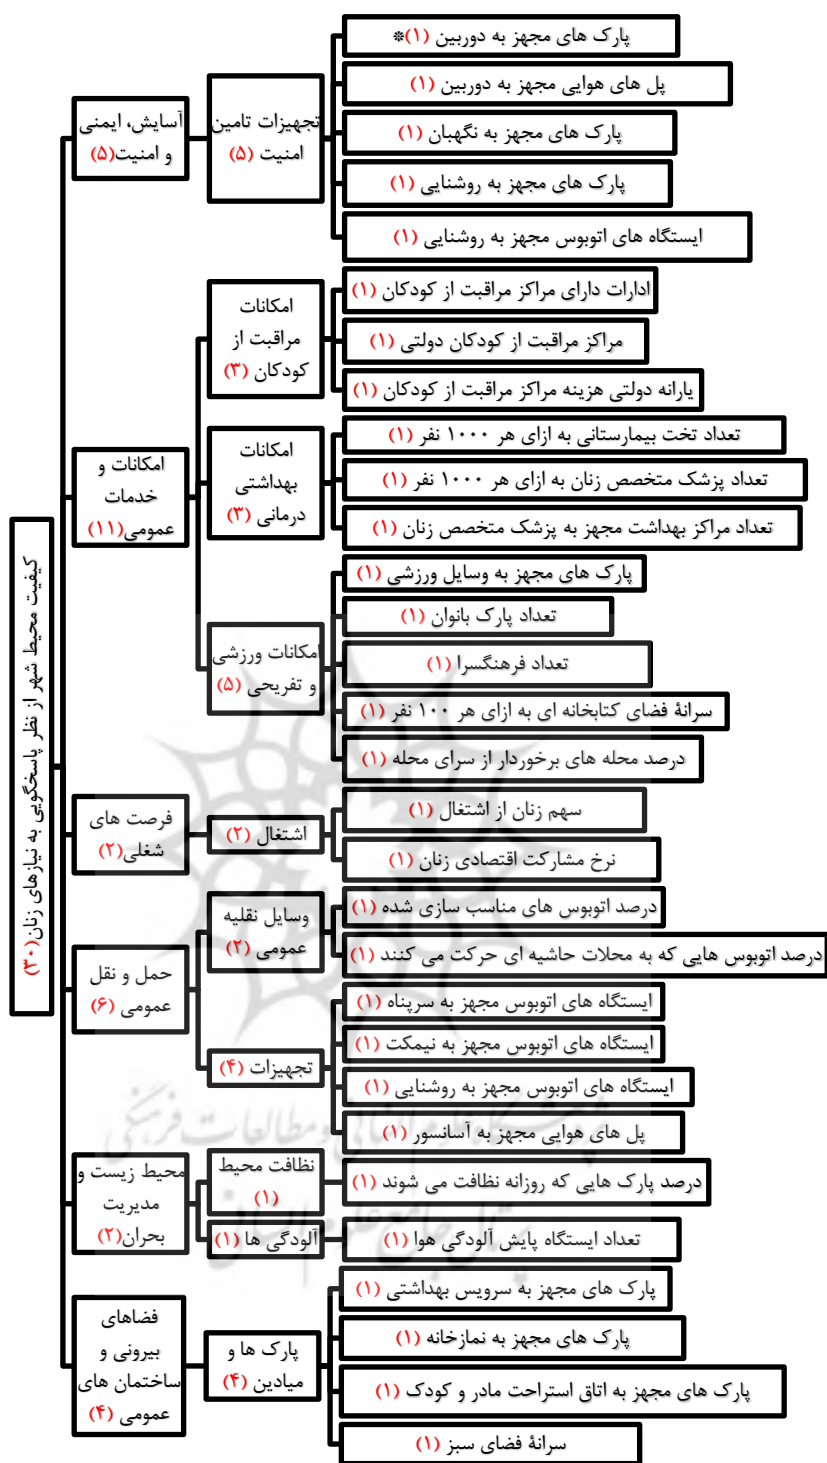 کیفیت محیط شهر از نظر پاسخگویی به نیازهای زنان(۳۰)
آسایش، ایمنی
و امنیت(۵)
تجهیزات تامین
امنیت (۵)
پارک های مجهز به دوربین (۱)*
پل های هوایی مجهز به دوربین (۱)
پارک های مجهز به نگهبان (۱)
پارک های مجهز به روشنایی (۱)
ایستگاه های اتوبوس مجهز به روشنایی (۱)
امکانات و
خدمات
عمومی(۱۱)
امکانات
مراقبت از
کودکان (۳)
ادارات دارای مراکز مراقبت از کودکان (۱)
مراکز مراقبت از کودکان دولتی (۱)
یارانه دولتی هزینه مراکز مراقبت از کودکان (۱)
امکانات
بهداشتی
درمانی (۳)
تعداد تخت بیمارستانی به ازای هر ۱۰۰۰ نفر (۱)
تعداد پزشک متخصص زنان به ازای هر ۱۰۰۰ نفر (۱)
تعداد مراکز بهداشت مجهز به پزشک متخصص زنان (۱)
امکانات ورزشی
و تفریحی (۵)
پارک های مجهز به وسایل ورزشی (۱)
تعداد پارک بانوان (۱)
تعداد فرهنگسرا (۱)
سرانۀ فضای کتابخانه ای به ازای هر ۱۰۰ نفر (۱)
درصد محله های برخوردار از سرای محله (۱)
فرصت های
شغلی(۲)
اشتغال (۲)
سهم زنان از اشتغال (۱)
نرخ مشارکت اقتصادی زنان (۱)
حمل و نقل
عمومی (۶)
وسایل نقلیه
عمومی (۲)
درصد اتوبوس های مناسب سازی شده (۱)
درصد اتوبوس هایی که به محلات حاشیه ای حرکت می کنند (۱)
تجهیزات (۴)
ایستگاه های اتوبوس مجهز به سرپناه (۱)
ایستگاه های اتوبوس مجهز به نیمکت (۱)
ایستگاه های اتوبوس مجهز به روشنایی (۱)
پل های هوایی مجهز به آسانسور (۱)
محیط زیست و
مدیریت
بحران(۲)
نظافت محیط
(۱)
درصد پارک هایی که روزانه نظافت می شوند (۱)
آلودگی ها (۱)
تعداد ایستگاه پایش آلودگی هوا (۱)
فضاهای
بیرونی و
ساختمان های
عمومی (۴)
پارک ها و
میادین (۴)
پارک های مجهز به سرویس بهداشتی (۱)
پارک های مجهز به نمازخانه (۱)
پارک های مجهز به اتاق استراحت مادر و کودک (۱)
سرانۀ فضای سبز (۱)
پژوهشگاه علوم انسانی و مطالعات فرهنگی
پرتال جامع علوم انسانی